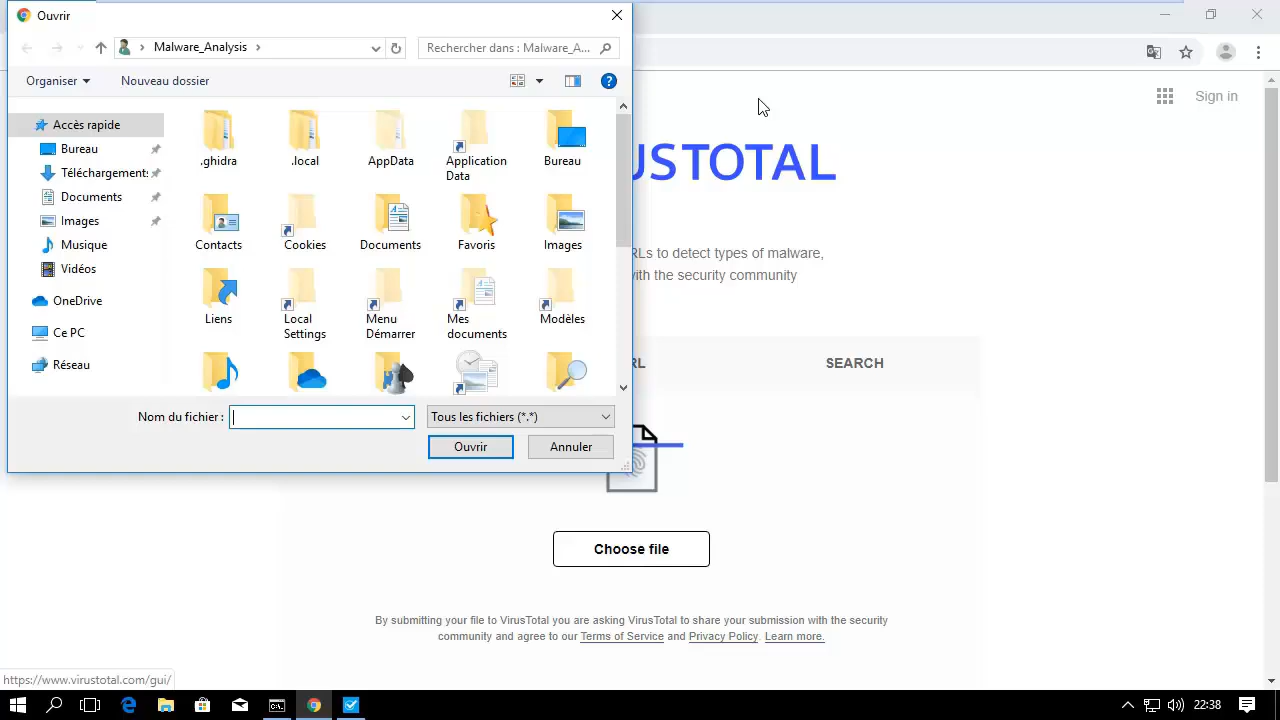 Ouvrir
Malware_Analysis
Rechercher dans : Malware_A...
Organiser
Nouveau dossier
Sign in
Accès rapide
Bureau
Téléchargements
Documents
Images
Musique
Vidéos
OneDrive
Ce PC
Réseau
.ghidra
.local
AppData
Application
Data
Bureau
Contacts
Cookies
Documents
Favoris
Images
Liens
Local
Settings
Menu
Démarrer
Mes
documents
Modèles
Nom du fichier :
Tous les fichiers (*.*)
Ouvrir
Annuler
USTOTAL
RLs to detect types of malware,
with the security community
RL
SEARCH
Choose file
By submitting your file to VirusTotal you are asking VirusTotal to share your submission with the security
community and agree to our Terms of Service and Privacy Policy. Learn more.
https://www.virustotal.com/gui/
22:38